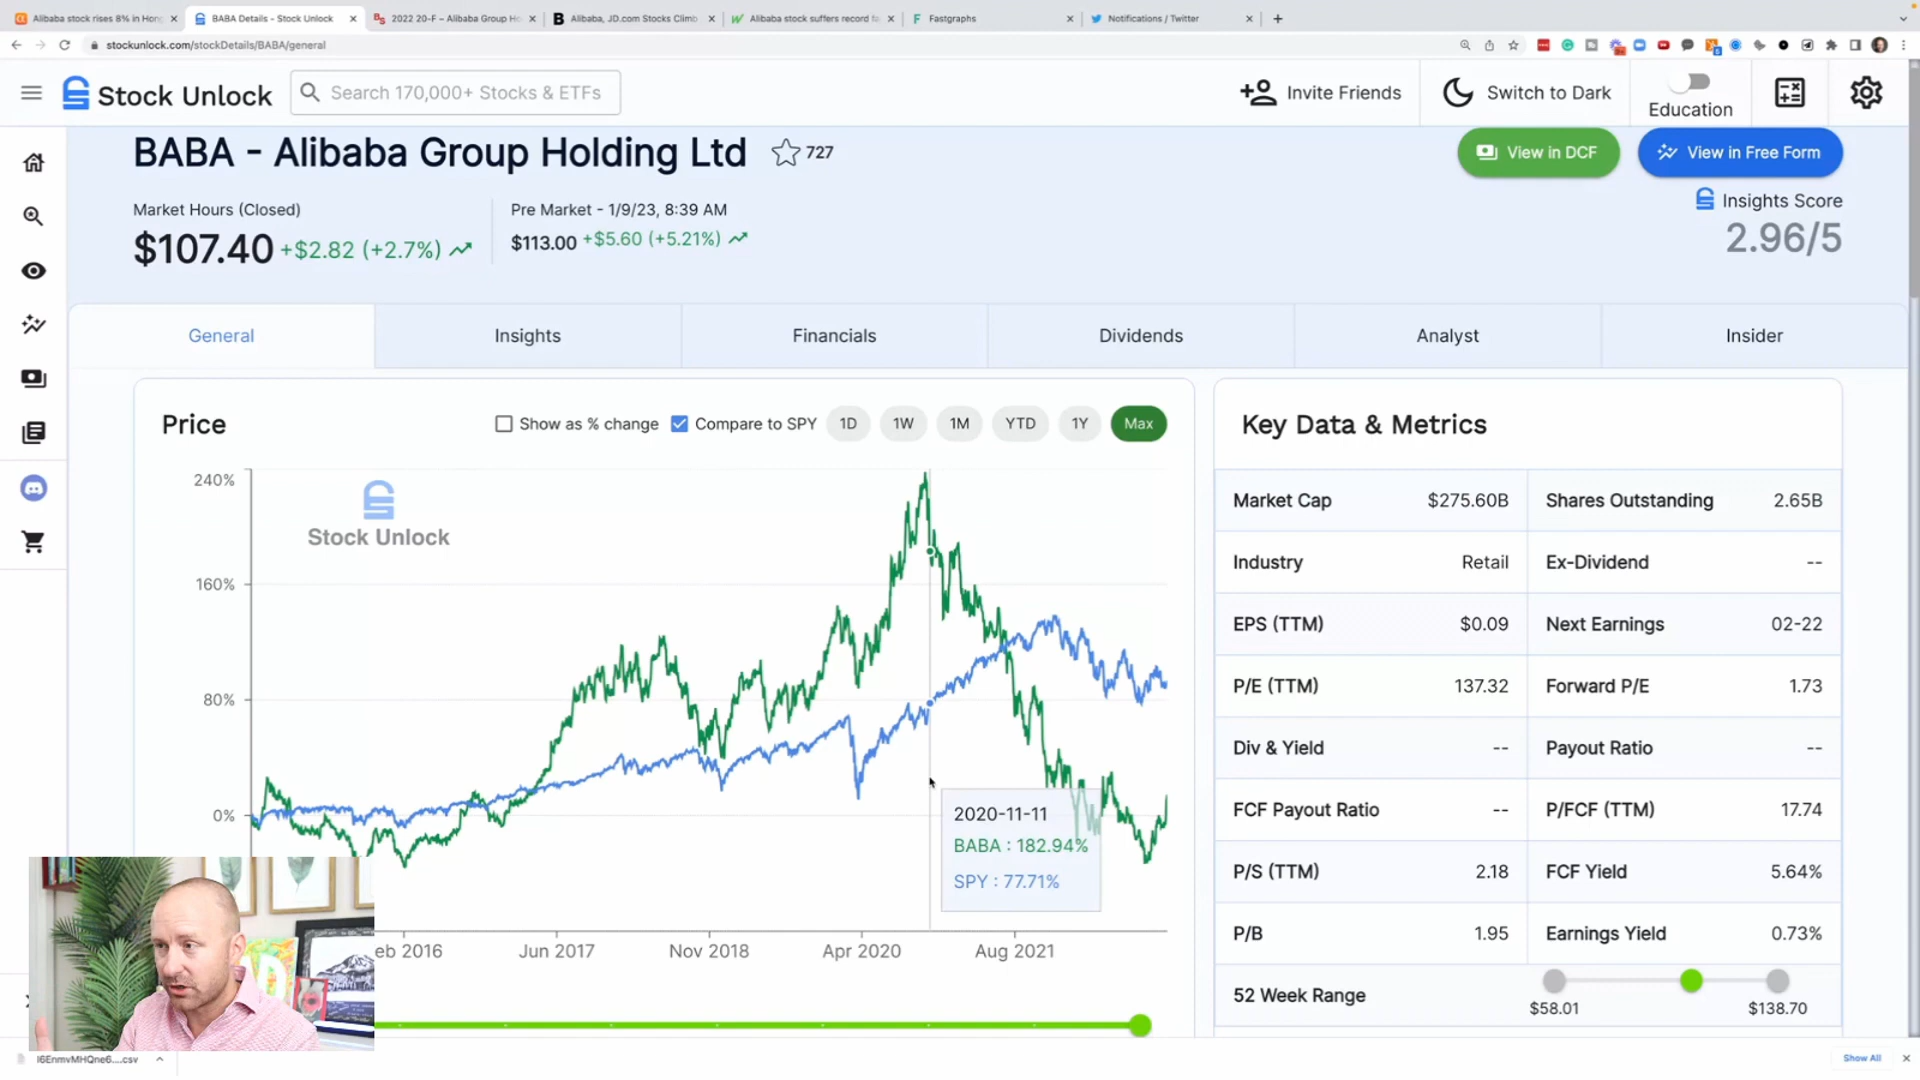 Alibaba stock rises 8% in Hong
BABA Details - Stock Unlock
2022 20-F – Alibaba Group Ho
Alibaba, JD.com Stocks Climb
Alibaba stock suffers record fa
Fastgraphs
Notifications / Twitter
stockunlock.com/stockDetails/BABA/general
Stock Unlock
Search 170,000+ Stocks & ETFs
Invite Friends
Switch to Dark
Education
BABA - Alibaba Group Holding Ltd
727
View in DCF
View in Free Form
Market Hours (Closed)
Pre Market - 1/9/23, 8:39 AM
Insights Score
$107.40 +$2.82 (+2.7%)
$113.00 +$5.60 (+5.21%)
2.96/5
General
Insights
Financials
Dividends
Analyst
Insider
Price
Show as % change
Compare to SPY
1D
1W
1M
YTD
1Y
Max
240%
160%
80%
0%
Stock Unlock
2020-11-11
BABA : 182.94%
SPY : 77.71%
eb 2016
Jun 2017
Nov 2018
Apr 2020
Aug 2021
Key Data & Metrics
Market Cap $275.60B
Shares Outstanding 2.65B
Industry Retail
Ex-Dividend --
EPS (TTM) $0.09
Next Earnings 02-22
P/E (TTM) 137.32
Forward P/E 1.73
Div & Yield --
Payout Ratio --
FCF Payout Ratio --
P/FCF (TTM) 17.74
P/S (TTM) 2.18
FCF Yield 5.64%
P/B 1.95
Earnings Yield 0.73%
52 Week Range
$58.01
$138.70
I6EnmvMHQne6....csv
Show All